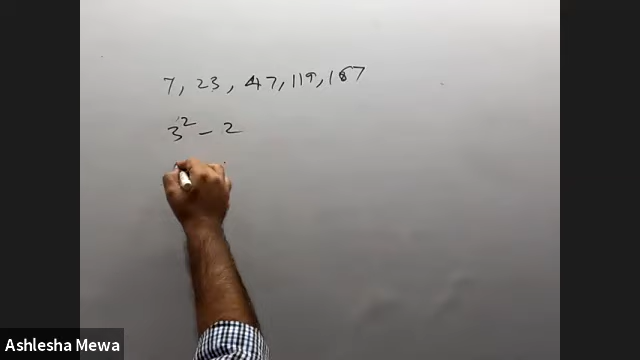 7, 23, 47, 119, 167
3² - 2
Ashlesha Mewa